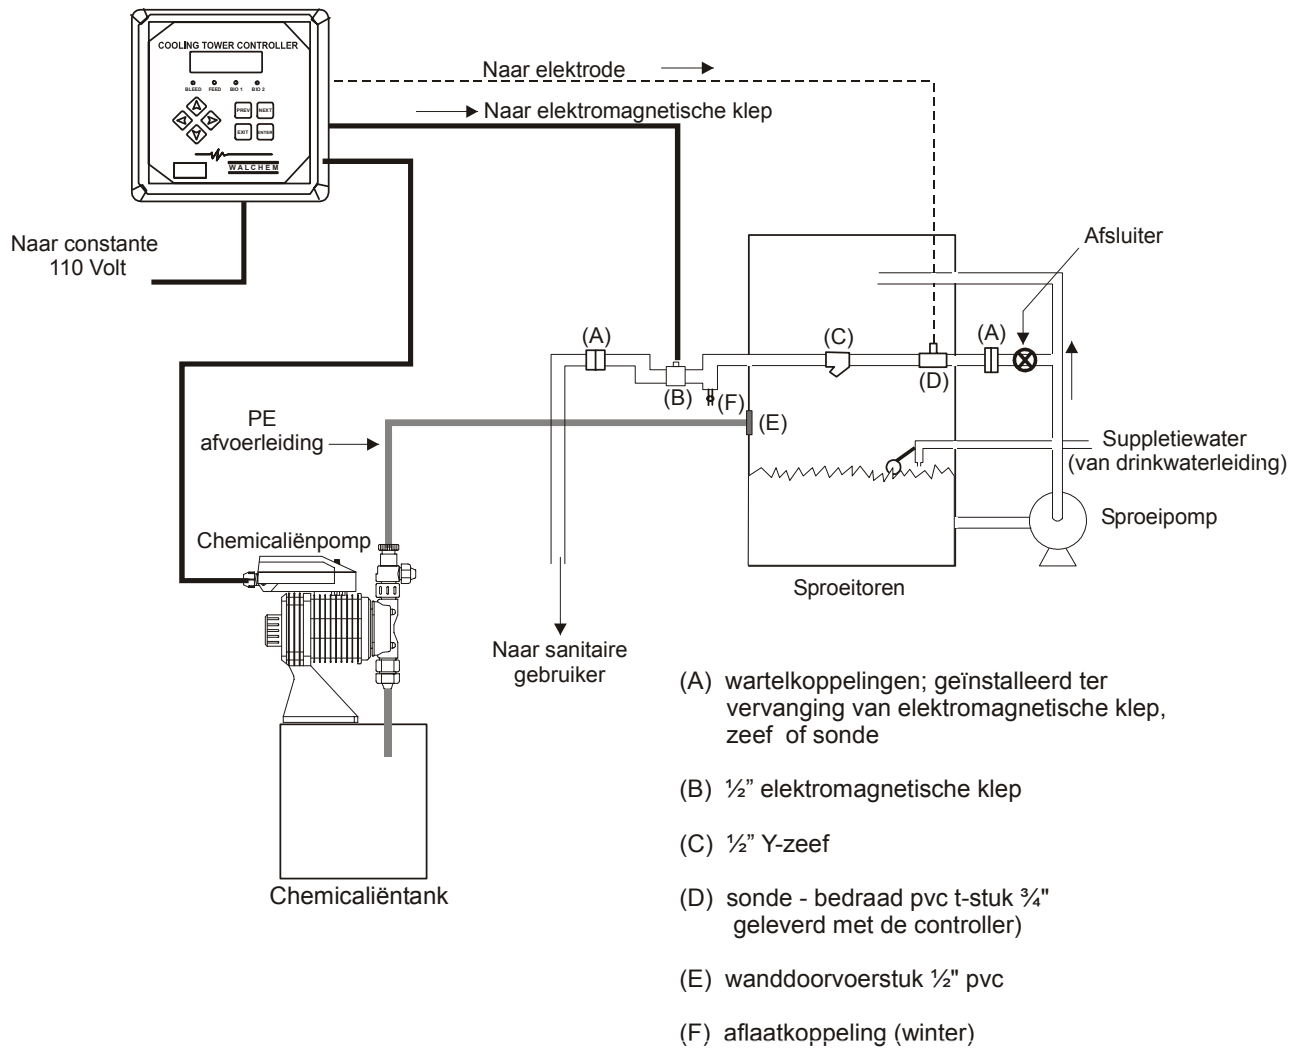 COOLING TOWER CONTROLLER
BLEED FEED BIO 1 BIO 2
PREV NEXT
EXIT ENTER
WALCHEM
Naar elektrode
Naar elektromagnetische klep
Naar constante
110 Volt
Afsluiter
(A)
(C)
(A)
(B)
(F)
(D)
(E)
PE
afvoerleiding
Suppletiewater
(van drinkwaterleiding)
Sproeipomp
Chemicaliënpomp
Sproeitoren
Naar sanitaire
gebruiker
Chemicaliëntank
(A) wartelkoppelingen; geïnstalleerd ter
vervanging van elektromagnetische klep,
zeef of sonde
(B) ½” elektromagnetische klep
(C) ½” Y-zeef
(D) sonde - bedraad pvc t-stuk ¾"
geleverd met de controller)
(E) wanddoorvoerstuk ½" pvc
(F) aflaatkoppeling (winter)